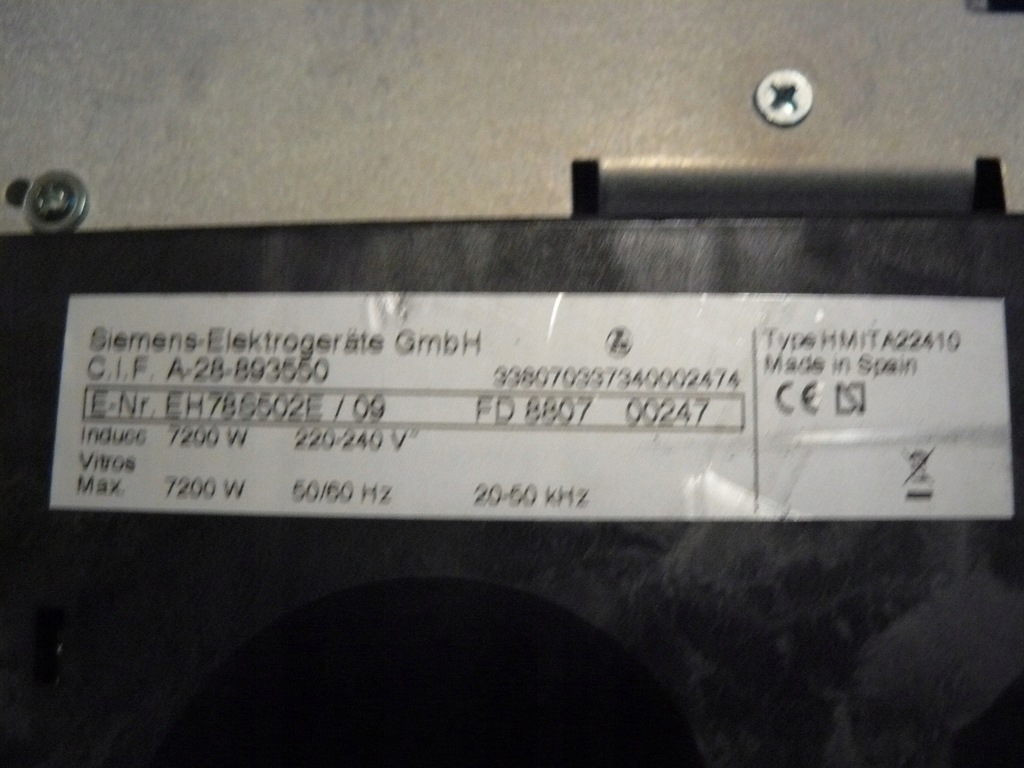 Siemens-Elektrogeräte GmbH
C.I.F. A-28-893550
338070337340002474
E-Nr. EH78S502E / 09 FD 8807 00247
Inducc 7200 W 220-240 V~
Vitros
Max. 7200 W 50/60 Hz 20-50 kHz
Type HMITA22410
Made in Spain
CE